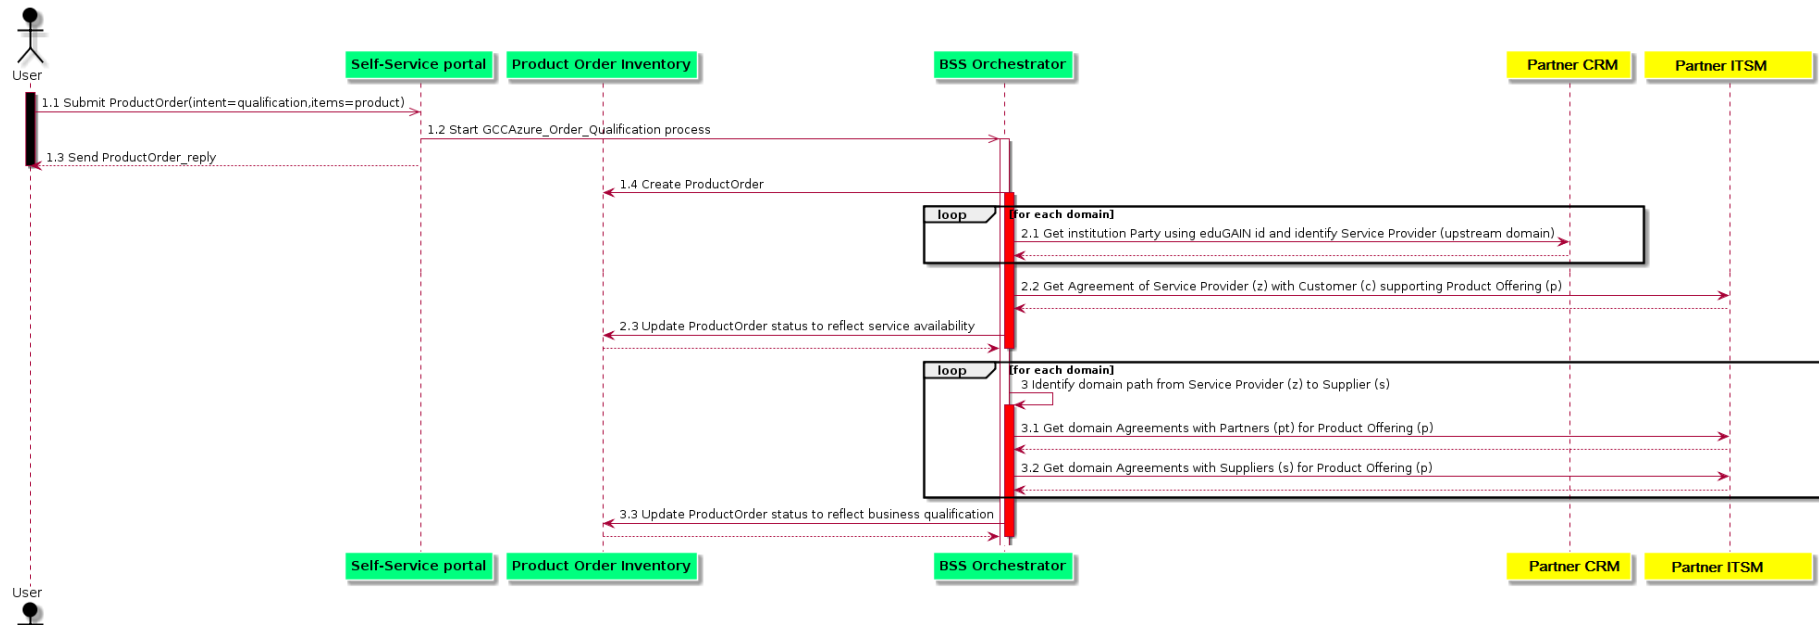 User
Self-Service portal
Product Order Inventory
BSS Orchestrator
Partner CRM
Partner ITSM
1.1 Submit ProductOrder(intent=qualification,items=product)
1.2 Start GCCAzure_Order_Qualification process
1.3 Send ProductOrder_reply
1.4 Create ProductOrder
loop
[for each domain]
2.1 Get institution Party using eduGAIN id and identify Service Provider (upstream domain)
2.2 Get Agreement of Service Provider (z) with Customer (c) supporting Product Offering (p)
2.3 Update ProductOrder status to reflect service availability
loop
[for each domain]
3 Identify domain path from Service Provider (z) to Supplier (s)
3.1 Get domain Agreements with Partners (pt) for Product Offering (p)
3.2 Get domain Agreements with Suppliers (s) for Product Offering (p)
3.3 Update ProductOrder status to reflect business qualification
Self-Service portal
Product Order Inventory
BSS Orchestrator
Partner CRM
Partner ITSM
User